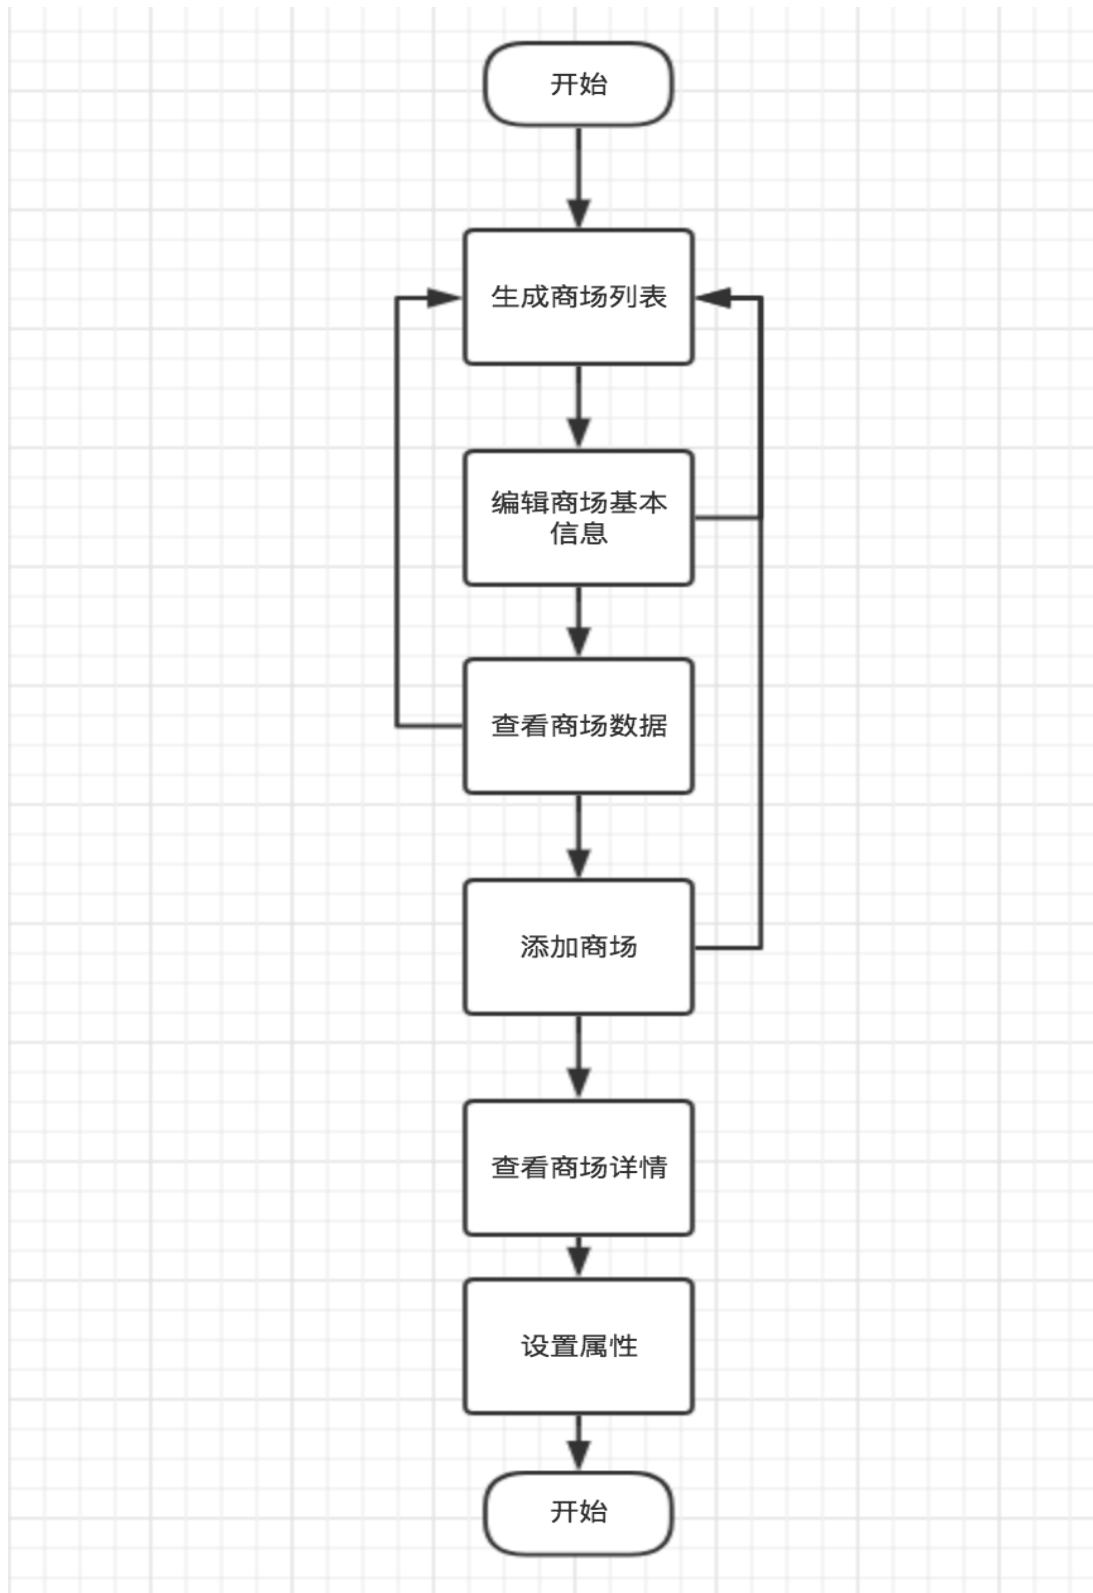 开始
生成商场列表
编辑商场基本
信息
查看商场数据
添加商场
查看商场详情
设置属性
开始